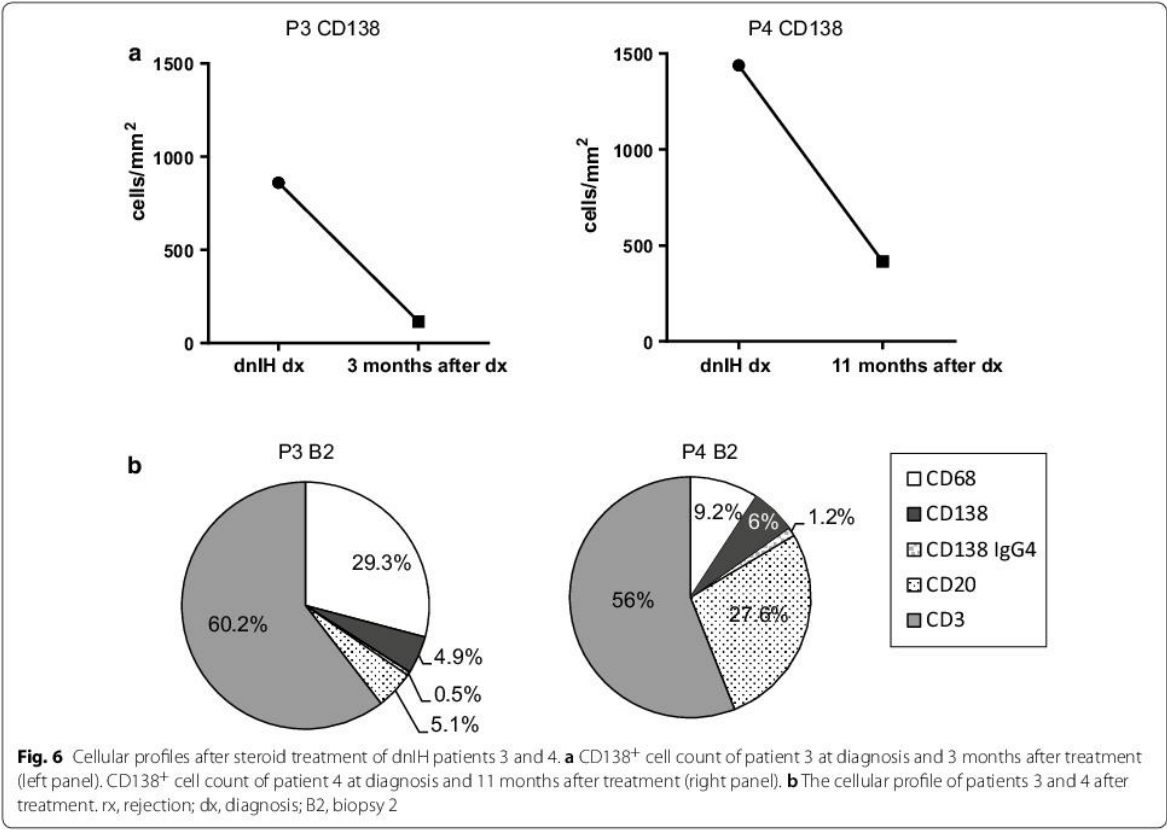 a
P3 CD138
1500
1000
500
0
cells/mm²
dnIH dx
3 months after dx
P4 CD138
1500
1000
500
0
cells/mm²
dnIH dx
11 months after dx
b
P3 B2
29.3%
4.9%
0.5%
5.1%
60.2%
P4 B2
9.2%
6%
1.2%
27.6%
56%
CD68
CD138
CD138 IgG4
CD20
CD3
Fig. 6 Cellular profiles after steroid treatment of dnIH patients 3 and 4. a CD138⁺ cell count of patient 3 at diagnosis and 3 months after treatment
(left panel). CD138⁺ cell count of patient 4 at diagnosis and 11 months after treatment (right panel). b The cellular profile of patients 3 and 4 after
treatment. rx, rejection; dx, diagnosis; B2, biopsy 2